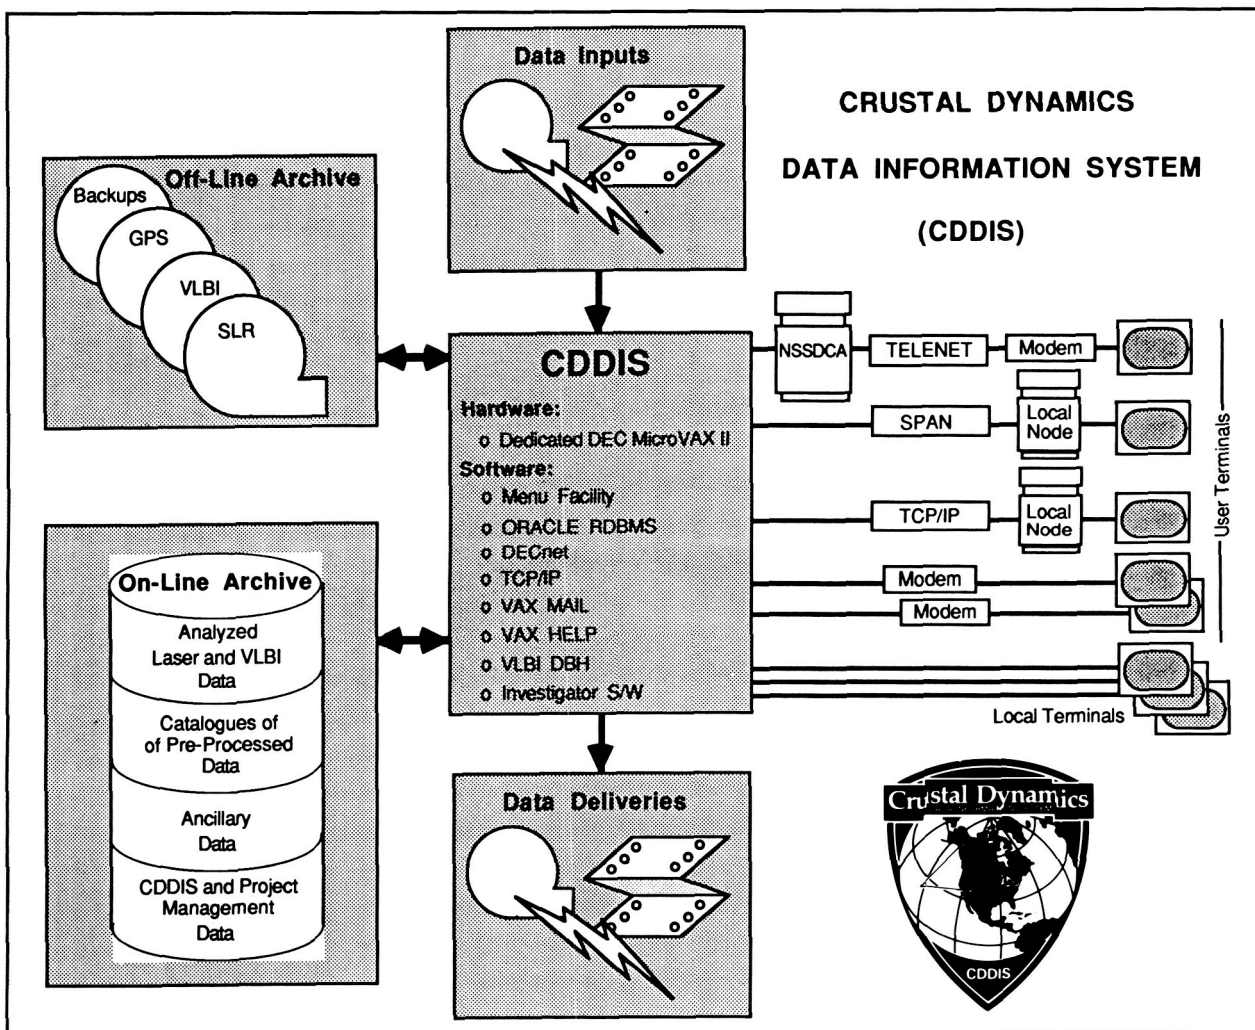 Data Inputs
CRUSTAL DYNAMICS
DATA INFORMATION SYSTEM
(CDDIS)
Off-Line Archive
Backups
GPS
VLBI
SLR
CDDIS
Hardware:
o Dedicated DEC MicroVAX II
Software:
o Menu Facility
o ORACLE RDBMS
o DECnet
o TCP/IP
o VAX MAIL
o VAX HELP
o VLBI DBH
o Investigator S/W
NSSDCA
TELENET
Modem
SPAN
Local
Node
TCP/IP
Local
Node
Modem
Modem
User Terminals
Local Terminals
On-Line Archive
Analyzed
Laser and VLBI
Data
Catalogues of
of Pre-Processed
Data
Ancillary
Data
CDDIS and Project
Management
Data
Data Deliveries
Crustal Dynamics
CDDIS